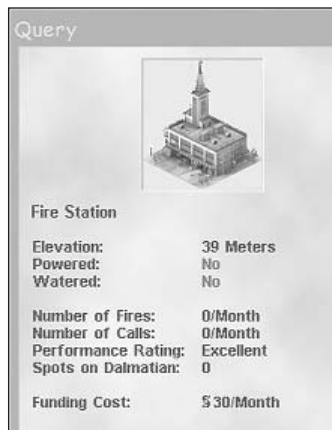 Query
Fire Station
Elevation: 39 Meters
Powered: No
Watered: No
Number of Fires: 0/Month
Number of Calls: 0/Month
Performance Rating: Excellent
Spots on Dalmatian: 0
Funding Cost: §30/Month